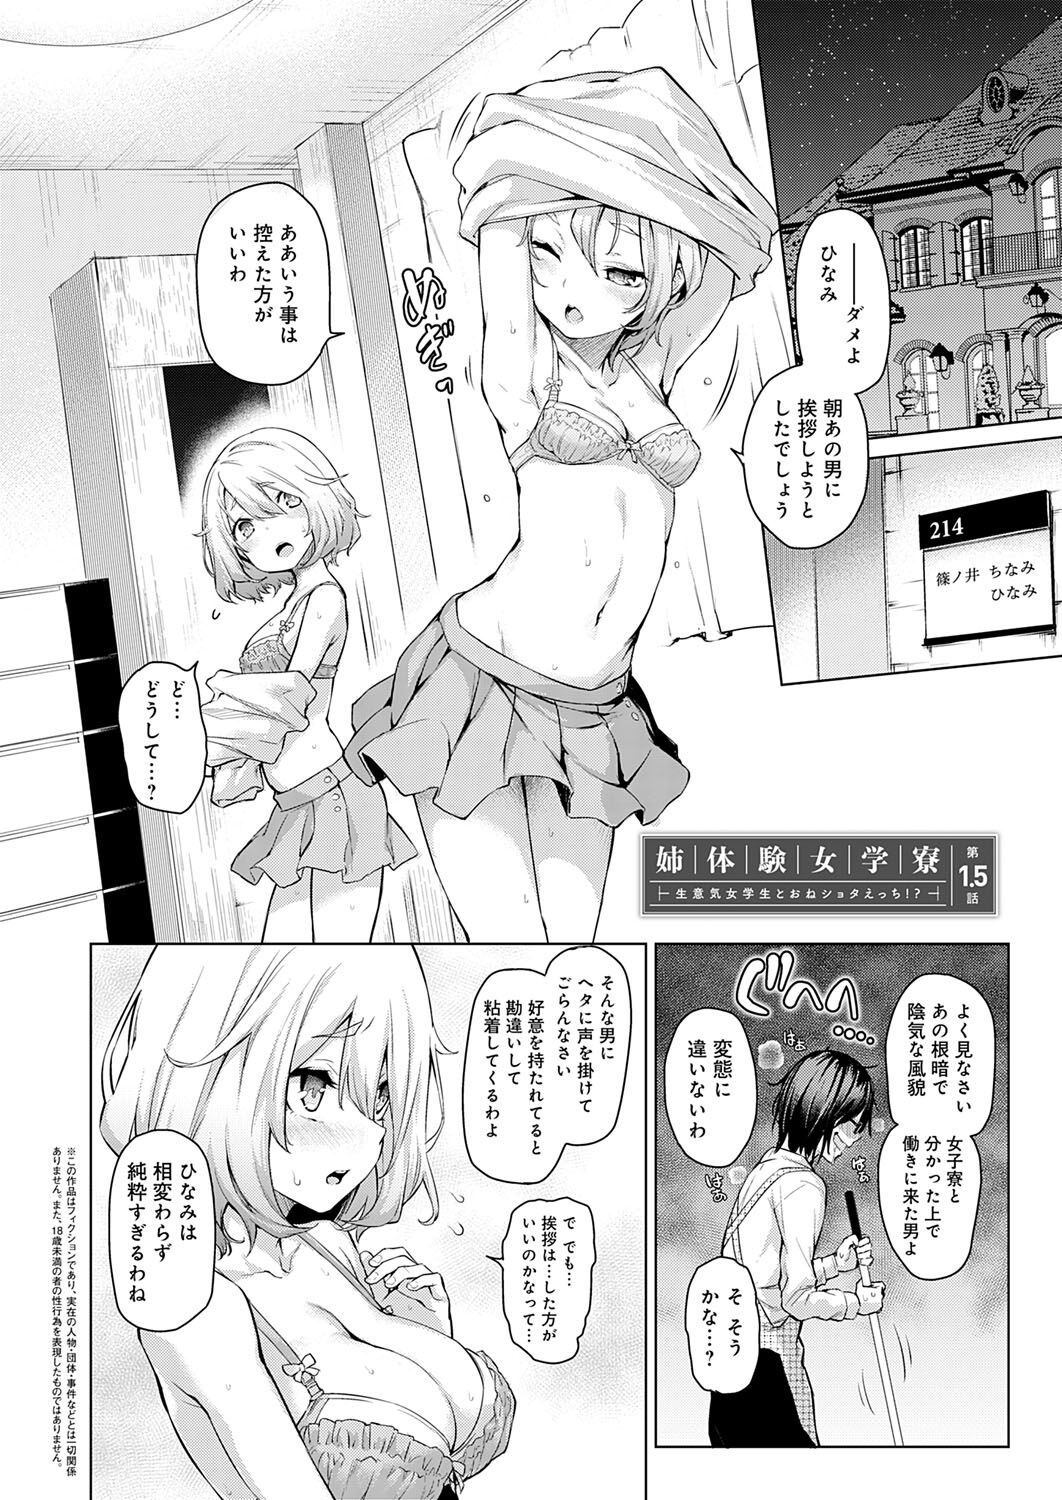 ――ダメよ
ひなみ
朝あの男に
挨拶しようと
したでしょう
214
篠ノ井 ちなみ
ひなみ
ああいう事は
控えた方が
いいわ
ぬぎっ
ど…
どうして…?
姉体験女学寮
第1.5話
生意気女学生とおねショタえっち!?
よく見なさい
あの根暗で
陰気な風貌
女子寮と
分かった上で
働きに来た男よ
ぐへへ…
はぁ
はぁ
はぁ
変態に
違いないわ
そ そう
かな…?
そんな男に
ヘタに声を掛けて
ごらんなさい
好意を持たれてると
勘違いして
粘着してくるわよ
で でも…
挨拶は…した方が
いいのかなって…
ひなみは
相変わらず
純粋すぎるわね
※この作品はフィクションであり、実在の人物・団体・事件などとは一切関係
ありません。また、18歳未満の者の性行為を表現したものではありません。